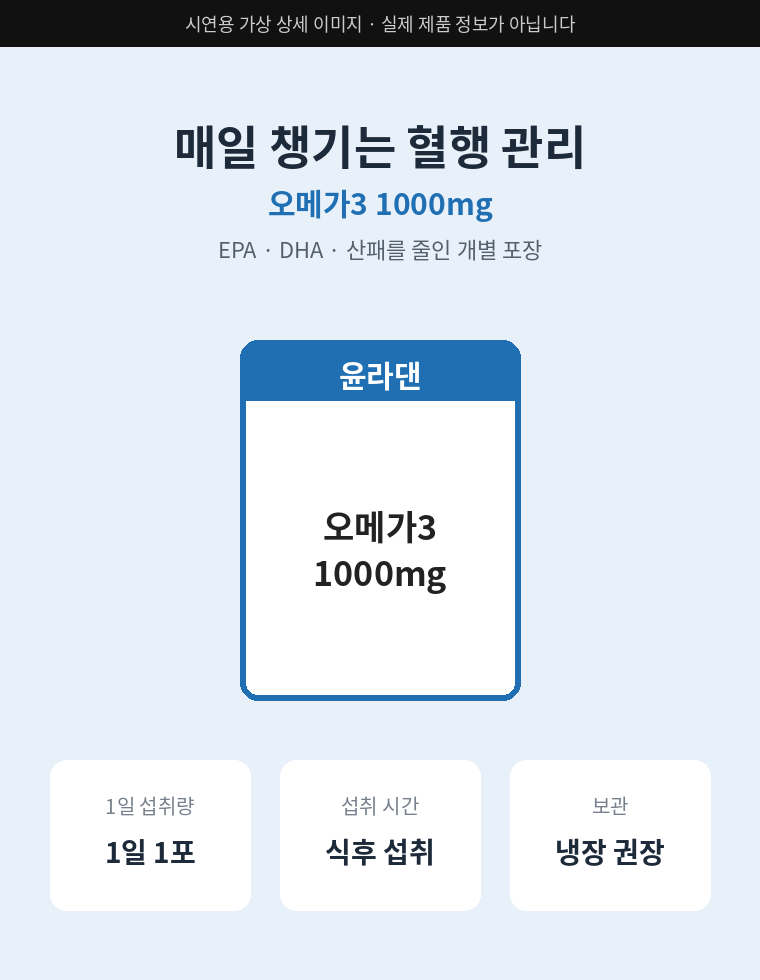 시연용 가상 상세 이미지 · 실제 제품 정보가 아닙니다
매일 챙기는 혈행 관리
오메가3 1000mg
EPA · DHA · 산패를 줄인 개별 포장
윤라댄
오메가3
1000mg
1일 섭취량
1일 1포
섭취 시간
식후 섭취
보관
냉장 권장